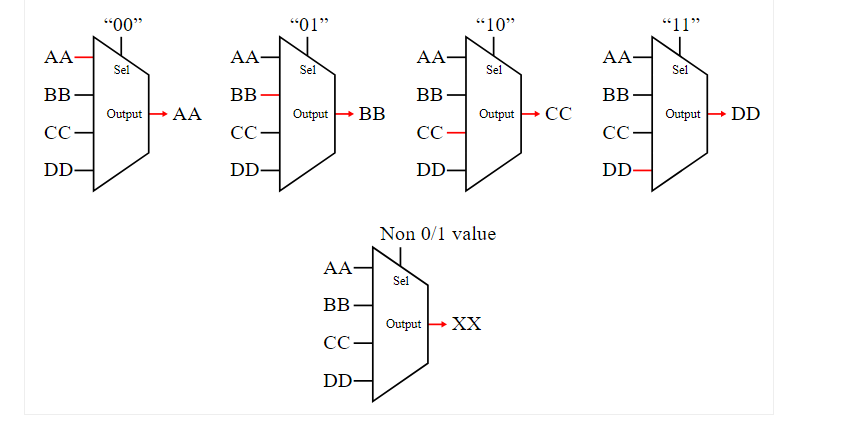 “00” “01” “10” “11”
AA Sel AA Sel AA Sel AA Sel
BB BB BB BB
Output AA Output BB Output CC Output DD
CC CC CC CC
DD DD DD DD
Non 0/1 value
AA
Sel
BB
Output XX
CC
DD